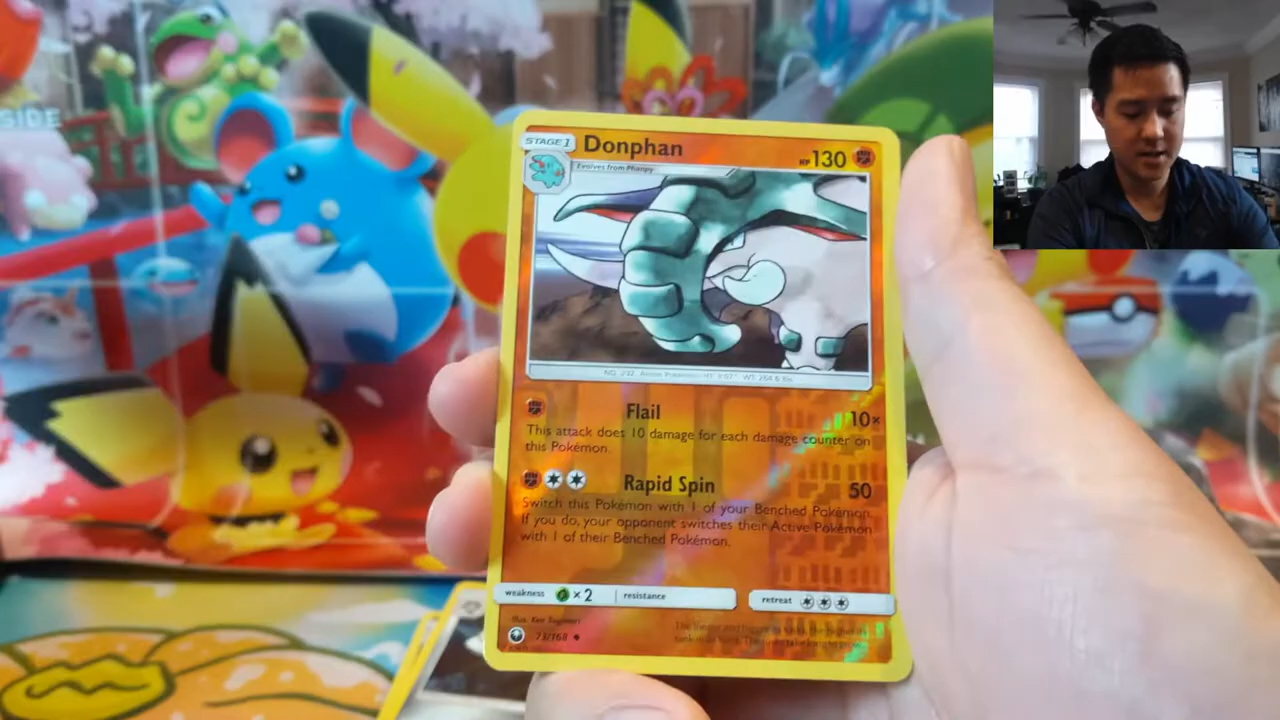 SIDE
STAGE 1
Donphan
HP 130
Evolves from Phanpy
Flail
10×
This attack does 10 damage for each damage counter on
this Pokémon.
Rapid Spin
50
Switch this Pokémon with 1 of your Benched Pokémon.
If you do, your opponent switches their Active Pokémon
with 1 of their Benched Pokémon.
weakness ×2 resistance
retreat
73/168